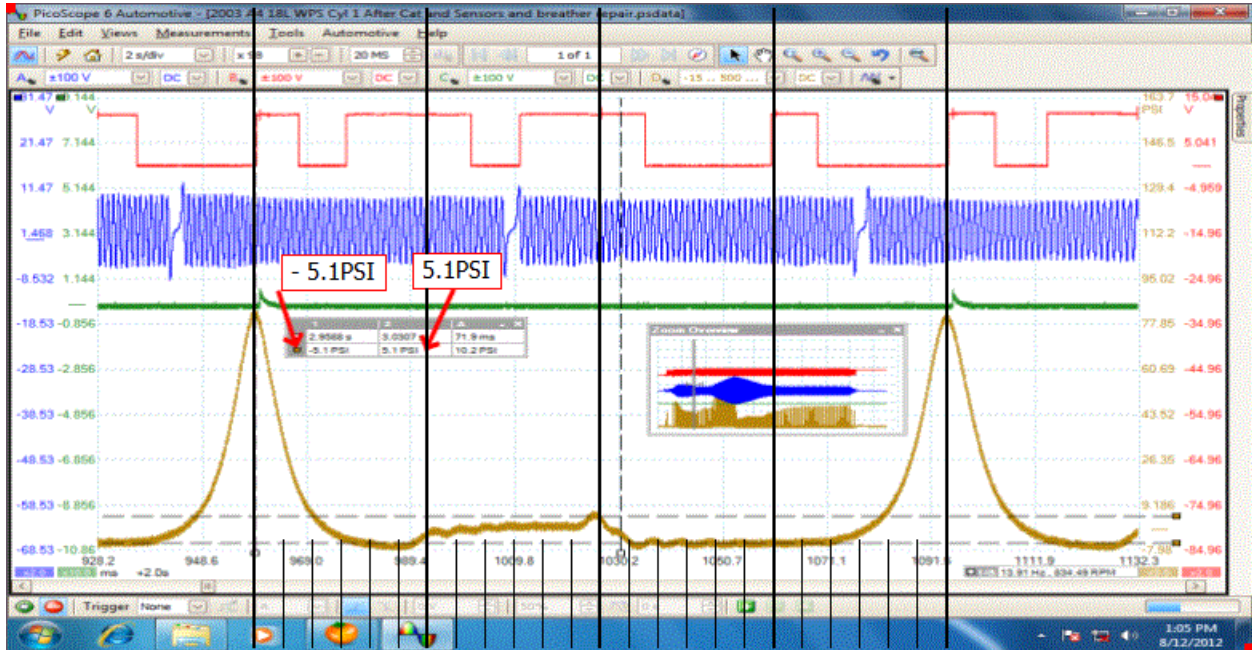 PicoScope 6 Automotive - [2003 A4 18L WPS Cyl 1 After Cat and Sensors and breather repair.psdata]
File Edit Views Measurements Tools Automotive Help
2 s/div 20 MS 1 of 1
A ±100 V DC B ±100 V DC C ±100 V DC D -15 .. 500 ... DC
Properties
V V PSI V
163.7
21.47 7.144 146.5 5.041
11.47 5.144 129.4 -4.959
1.468 3.144 112.2 -14.96
-8.532 1.144 95.02 -24.96
- 5.1PSI 5.1PSI
-18.53 -0.856 77.85 -34.96
1 2 Δ
71.9 ms
-5.1 PSI 5.1 PSI 10.2 PSI
Zoom Overview
-28.53 -2.856 60.69 -44.96
-38.53 -4.856 43.52 -54.96
-48.53 -6.856 26.35 -64.96
-58.53 -8.856 9.186 -74.96
-68.53 -10.86 -7.98 -84.96
928.2 948.6 969.0 989.4 1009.8 1030.2 1050.7 1071.1 1091.5 1111.9 1132.3
x2.0 x10.0 ms +2.0s
13.91 Hz, 834.49 RPM
Trigger None A 50%
1:05 PM
8/12/2012